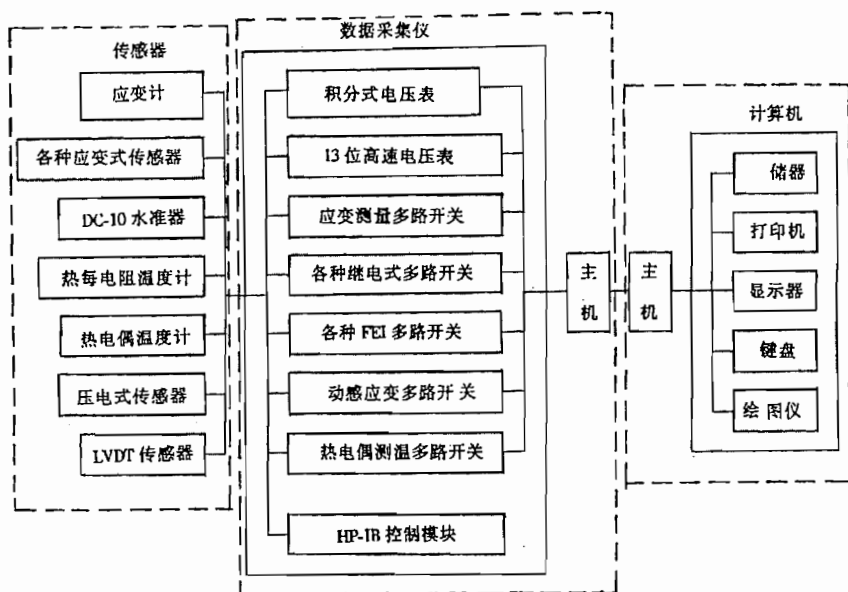 传感器
应变计
各种应变式传感器
DC-10 水准器
热每电阻温度计
热电偶温度计
压电式传感器
LVDT 传感器
数据采集仪
积分式电压表
13 位高速电压表
应变测量多路开关
各种继电式多路开关
各种 FEI 多路开关
动感应变多路开关
热电偶测温多路开关
HP-IB 控制模块
主机
主机
计算机
储器
打印机
显示器
键盘
绘图仪